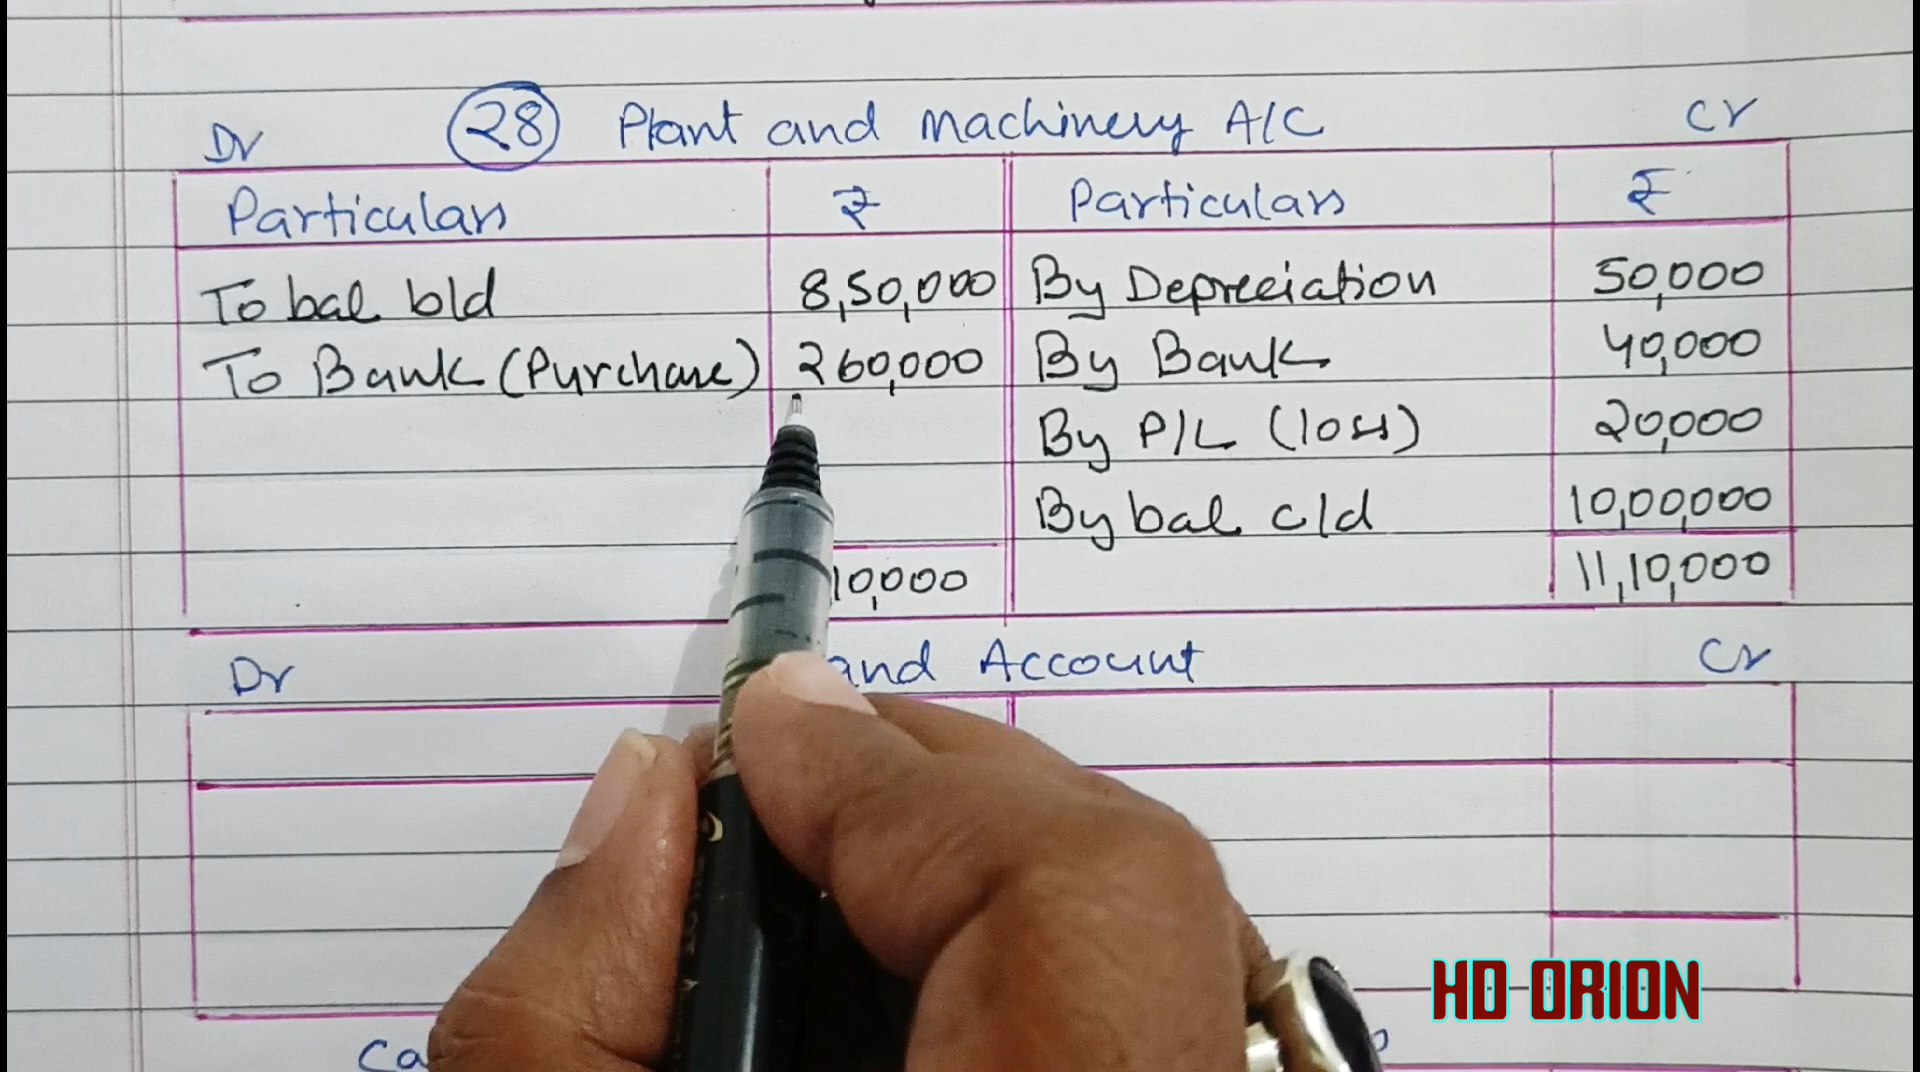 Dr 28 Plant and machinery A/C Cr
Particulars ₹ Particulars ₹
To bal b/d 8,50,000 By Depreciation 50,000
To Bank (Purchase) 260,000 By Bank 40,000
By P/L (loss) 20,000
By bal c/d 10,00,000
10,000 11,10,000
Dr and Account Cr
Ca
HD ORION